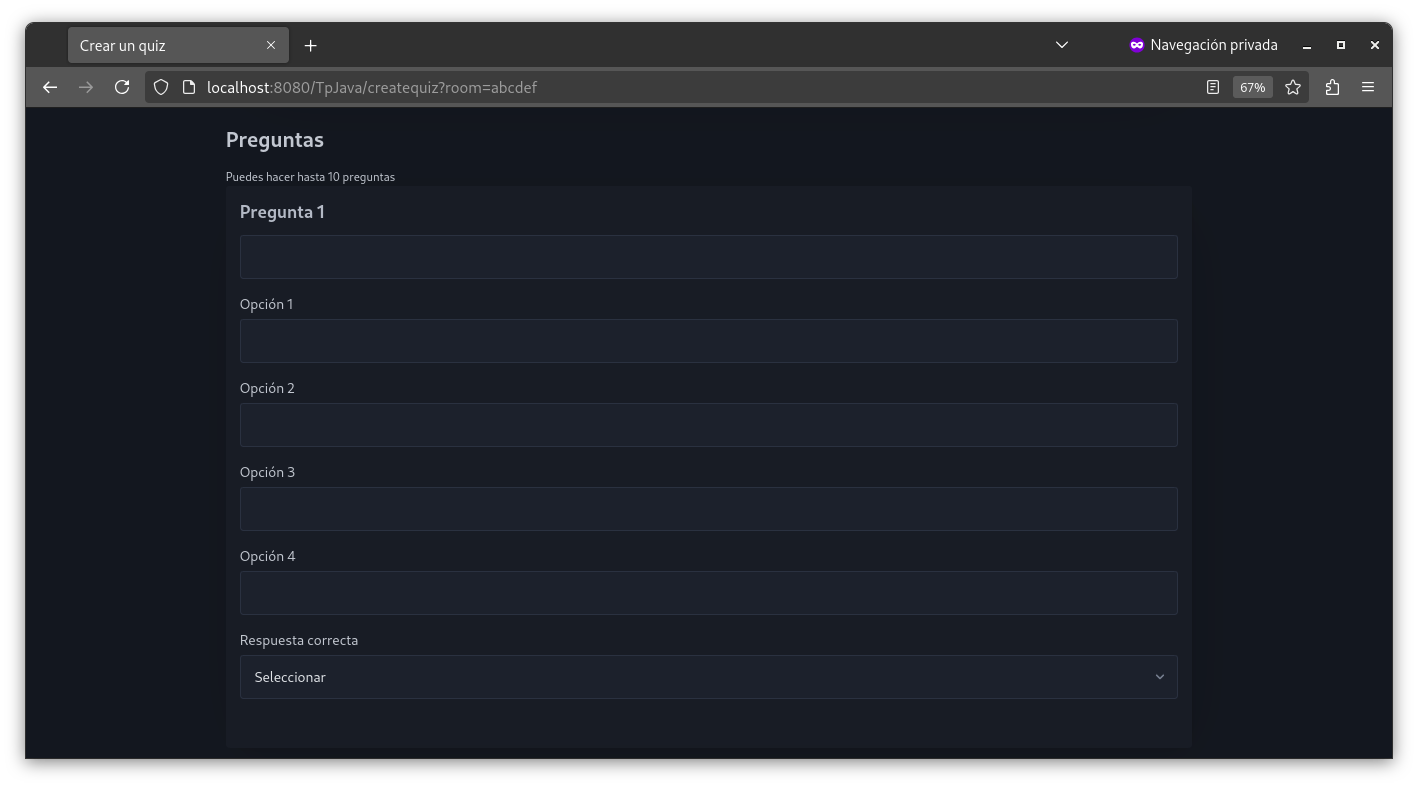 Crear un quiz
Navegación privada
localhost:8080/TpJava/createquiz?room=abcdef
67%
Preguntas
Puedes hacer hasta 10 preguntas
Pregunta 1
Opción 1
Opción 2
Opción 3
Opción 4
Respuesta correcta
Seleccionar